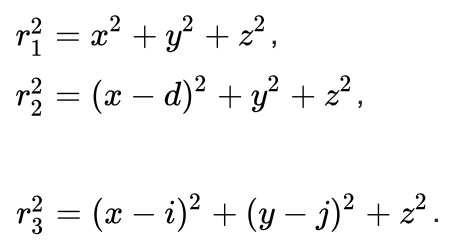 r₁² = x² + y² + z²,
r₂² = (x − d)² + y² + z²,
r₃² = (x − i)² + (y − j)² + z².